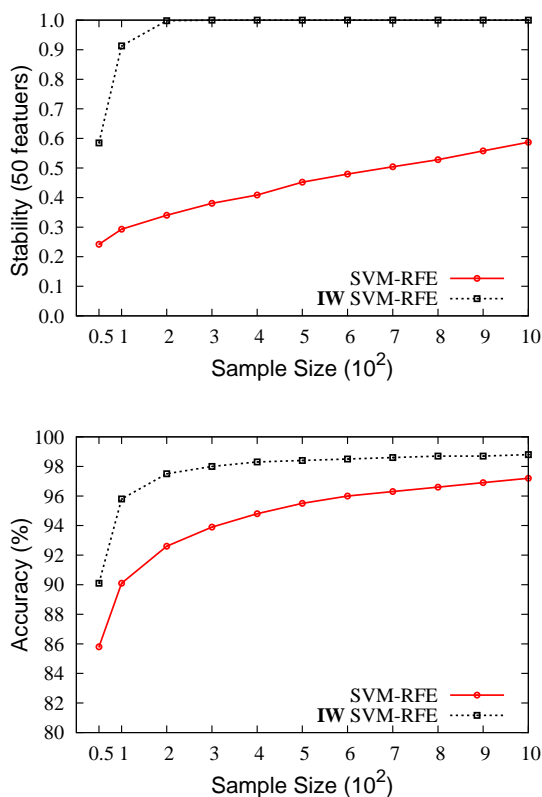 1.0
0.9
0.8
0.7
0.6
0.5
0.4
0.3
0.2
0.1
0.0
Stability (50 featuers)
SVM-RFE
IW SVM-RFE
0.5 1 2 3 4 5 6 7 8 9 10
Sample Size (10²)
100
98
96
94
92
90
88
86
84
82
80
Accuracy (%)
SVM-RFE
IW SVM-RFE
0.5 1 2 3 4 5 6 7 8 9 10
Sample Size (10²)